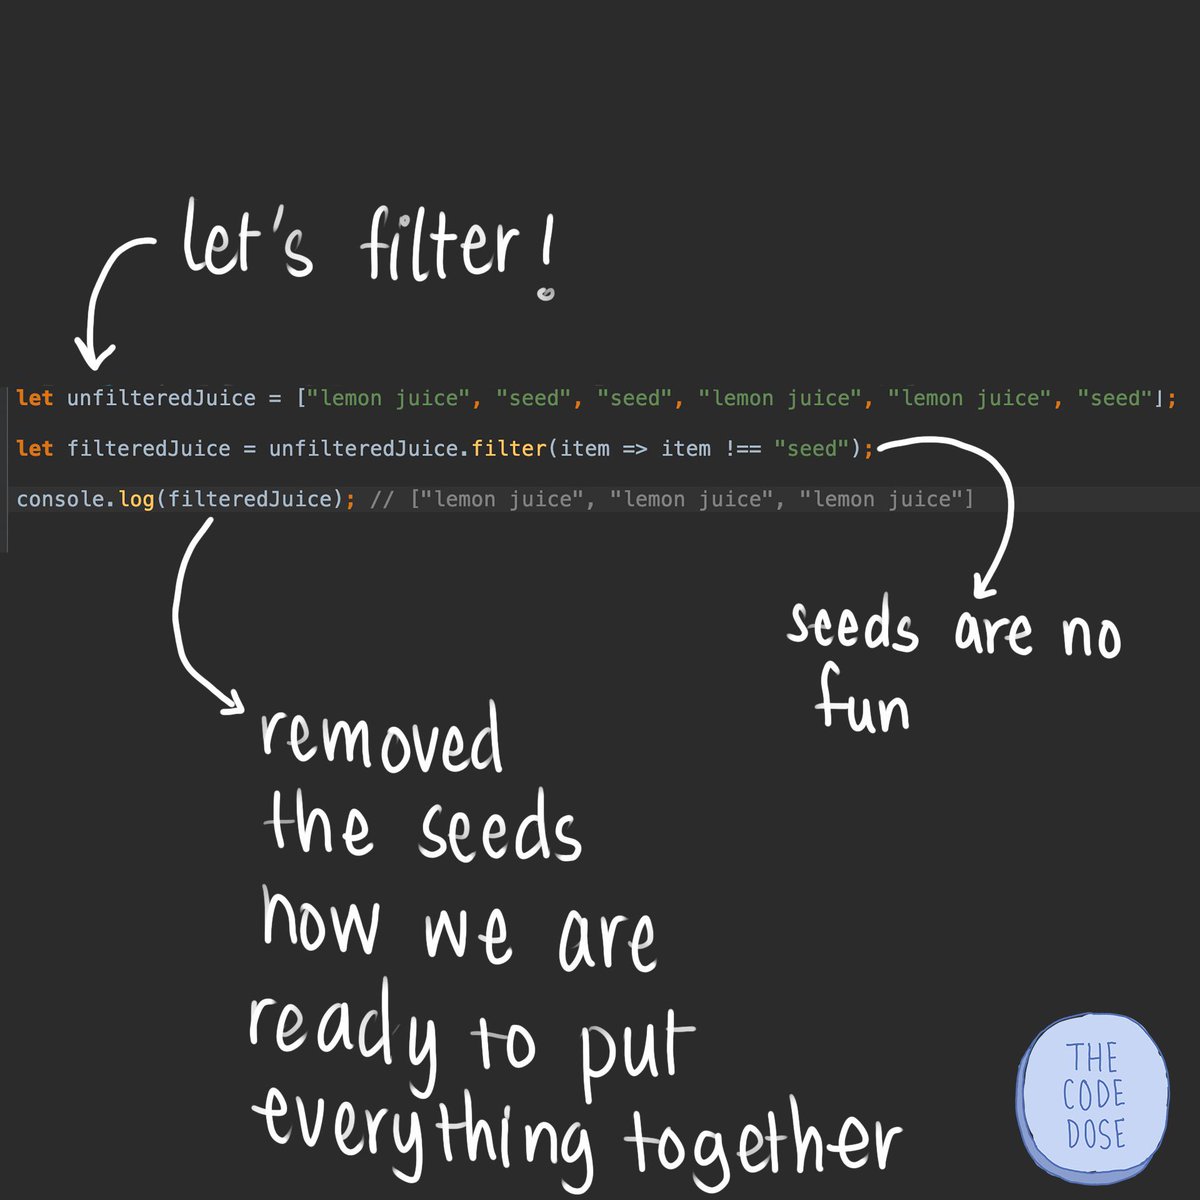 let's filter!
let unfilteredJuice = ["lemon juice", "seed", "seed", "lemon juice", "lemon juice", "seed"];
let filteredJuice = unfilteredJuice.filter(item => item !== "seed");
console.log(filteredJuice); // ["lemon juice", "lemon juice", "lemon juice"]
seeds are no
fun
removed
the seeds
now we are
ready to put
everything together
THE
CODE
DOSE